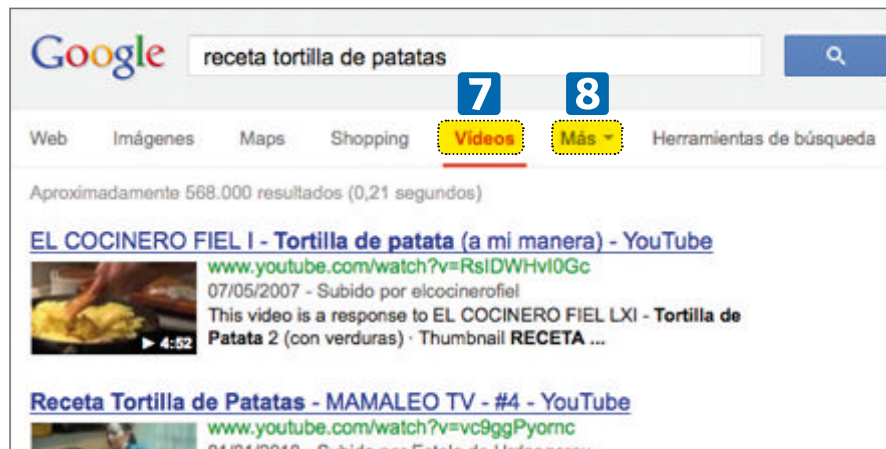 Google receta tortilla de patatas
7 8
Web Imágenes Maps Shopping Vídeos Más Herramientas de búsqueda
Aproximadamente 568.000 resultados (0,21 segundos)
EL COCINERO FIEL I - Tortilla de patata (a mi manera) - YouTube
www.youtube.com/watch?v=RsIDWHvI0Gc
07/05/2007 - Subido por elcocinerofiel
This video is a response to EL COCINERO FIEL LXI - Tortilla de
4:52 Patata 2 (con verduras) · Thumbnail RECETA ...
Receta Tortilla de Patatas - MAMALEO TV - #4 - YouTube
www.youtube.com/watch?v=vc9ggPyornc
Subido por